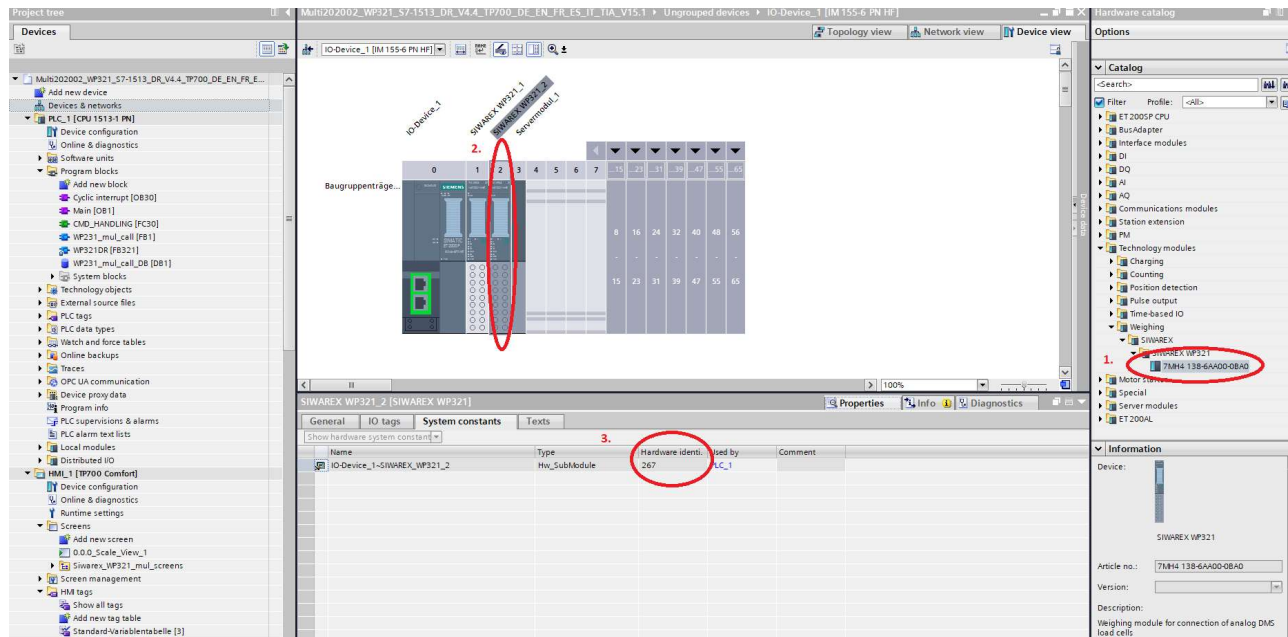 Project tree
Devices
Multi202002_WP321_S7-1513_DR_V4.4_TP700_DE_EN_FR_E...
Add new device
Devices & networks
PLC_1 [CPU 1513-1 PN]
Device configuration
Online & diagnostics
Software units
Program blocks
Add new block
Cyclic interrupt [OB30]
Main [OB1]
CMD_HANDLING [FC30]
WP231_mul_call [FB1]
WP321DR [FB321]
WP231_mul_call_DB [DB1]
System blocks
Technology objects
External source files
PLC tags
PLC data types
Watch and force tables
Online backups
Traces
OPC UA communication
Device proxy data
Program info
PLC supervisions & alarms
PLC alarm text lists
Local modules
Distributed I/O
HMI_1 [TP700 Comfort]
Device configuration
Online & diagnostics
Runtime settings
Screens
Add new screen
0.0.0_Scale_View_1
Siwarex_WP321_mul_screens
Screen management
HMI tags
Show all tags
Add new tag table
Standard-Variablentabelle [3]
Multi202002_WP321_S7-1513_DR_V4.4_TP700_DE_EN_FR_ES_IT_TIA_V15.1 › Ungrouped devices › IO-Device_1 [IM 155-6 PN HF]
Topology view
Network view
Device view
IO-Device_1 [IM 155-6 PN HF]
IO-Device_1
SIWAREX WP321_1
SIWAREX WP321_2
Servermodul_1
2.
0 1 2 3 4 5 6 7 ...15 ...23 ...31 ...39 ...47 ...55 ...65
Baugruppenträge...
SIEMENS
8 16 24 32 40 48 56
- - - - - - -
15 23 31 39 47 55 65
100%
Device data
SIWAREX WP321_2 [SIWAREX WP321]
Properties
Info
Diagnostics
General
IO tags
System constants
Texts
Show hardware system constant
3.
Name Type Hardware identi... Used by Comment
IO-Device_1~SIWAREX_WP321_2 Hw_SubModule 267 PLC_1
Hardware catalog
Options
Catalog
<Search>
Filter Profile: <All>
ET 200SP CPU
BusAdapter
Interface modules
DI
DQ
AI
AQ
Communications modules
Station extension
PM
Technology modules
Charging
Counting
Position detection
Pulse output
Time-based IO
Weighing
SIWAREX
SIWAREX WP321
1.
7MH4 138-6AA00-0BA0
Motor starter
Special
Server modules
ET 200AL
Information
Device:
SIWAREX WP321
Article no.: 7MH4 138-6AA00-0BA0
Version:
Description:
Weighing module for connection of analog DMS
load cells